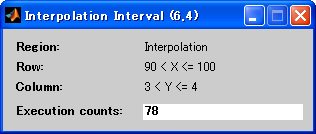 Interpolation Interval (6,4)
Region: Interpolation
Row: 90 < X <= 100
Column: 3 < Y <= 4
Execution counts: 78